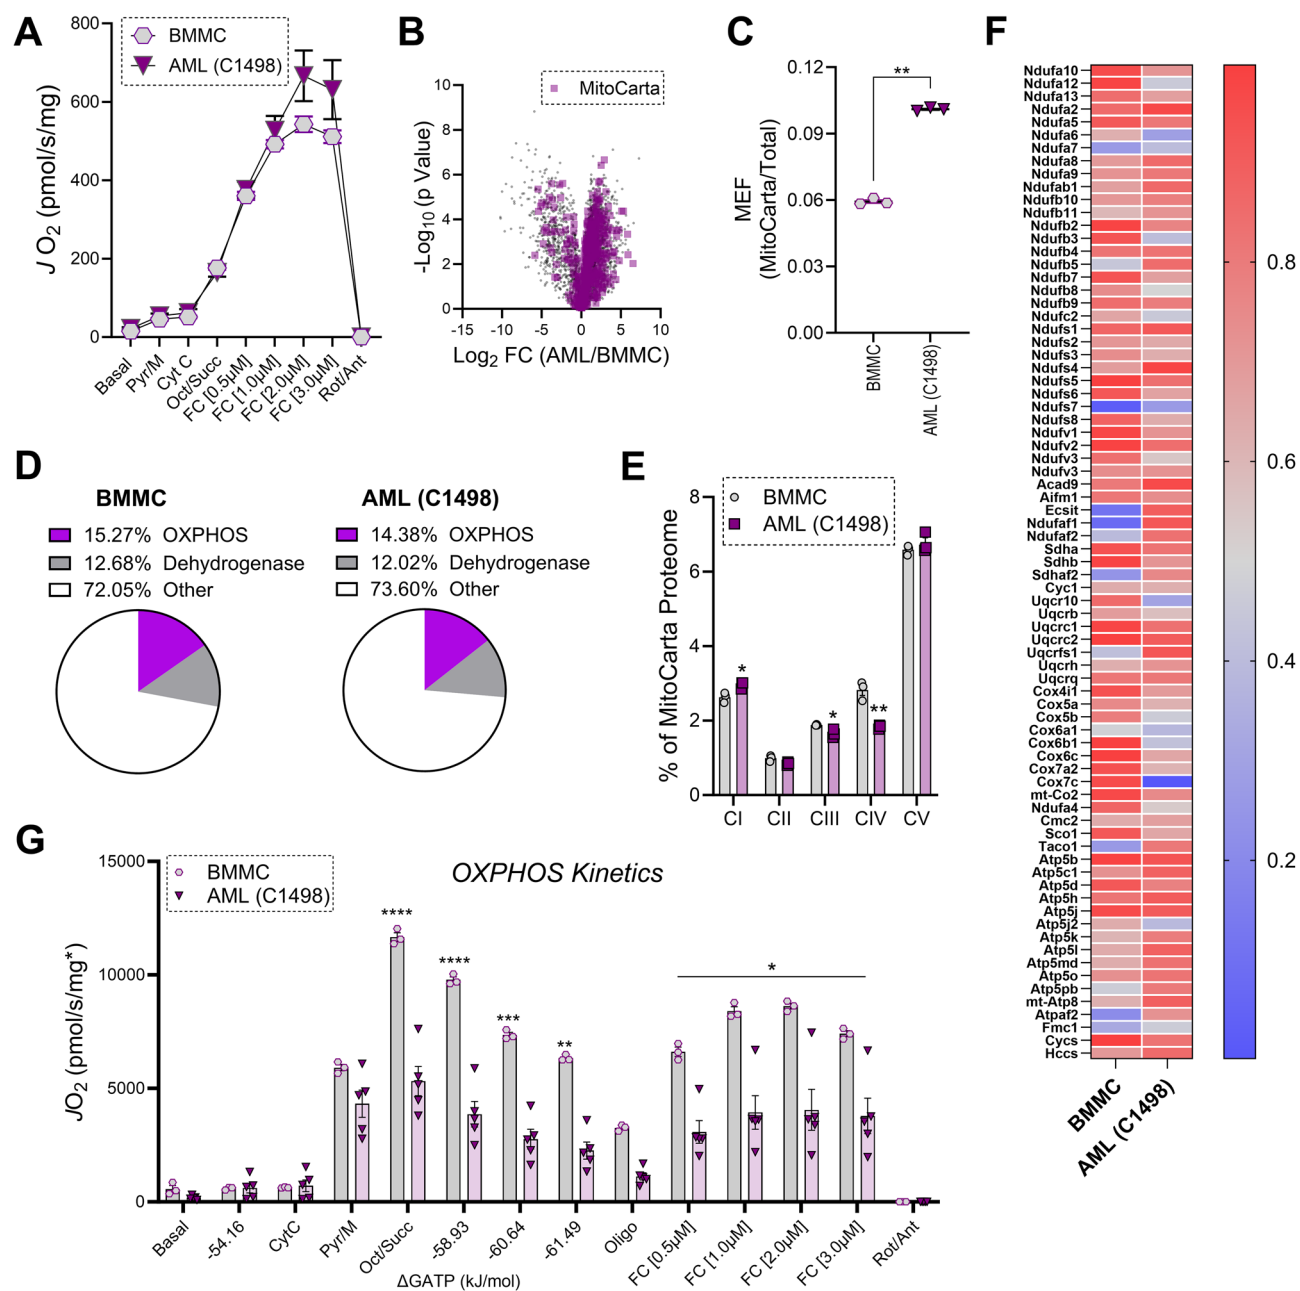 A
800
600
400
200
0
J O2 (pmol/s/mg)
BMMC
AML (C1498)
Basal
Pyr/M
Cyt C
Oct/Succ
FC [0.5µM]
FC [1.0µM]
FC [2.0µM]
FC [3.0µM]
Rot/Ant
B
MitoCarta
10
8
6
4
2
0
-Log10 (p Value)
-15
-10
-5
0
5
10
Log2 FC (AML/BMMC)
C
0.12
0.09
0.06
0.03
0.00
MEF
(MitoCarta/Total)
**
BMMC
AML (C1498)
D
BMMC
15.27% OXPHOS
12.68% Dehydrogenase
72.05% Other
AML (C1498)
14.38% OXPHOS
12.02% Dehydrogenase
73.60% Other
E
BMMC
AML (C1498)
8
6
4
2
0
% of MitoCarta Proteome
*
*
**
CI
CII
CIII
CIV
CV
F
Ndufa10
Ndufa12
Ndufa13
Ndufa2
Ndufa5
Ndufa6
Ndufa7
Ndufa8
Ndufa9
Ndufab1
Ndufb10
Ndufb11
Ndufb2
Ndufb3
Ndufb4
Ndufb5
Ndufb7
Ndufb8
Ndufb9
Ndufc2
Ndufs1
Ndufs2
Ndufs3
Ndufs4
Ndufs5
Ndufs6
Ndufs7
Ndufs8
Ndufv1
Ndufv2
Ndufv3
Ndufv3
Acad9
Aifm1
Ecsit
Ndufaf1
Ndufaf2
Sdha
Sdhb
Sdhaf2
Cyc1
Uqcr10
Uqcrb
Uqcrc1
Uqcrc2
Uqcrfs1
Uqcrh
Uqcrq
Cox4i1
Cox5a
Cox5b
Cox6a1
Cox6b1
Cox6c
Cox7a2
Cox7c
mt-Co2
Ndufa4
Cmc2
Sco1
Taco1
Atp5b
Atp5c1
Atp5d
Atp5h
Atp5j
Atp5j2
Atp5k
Atp5l
Atp5md
Atp5o
Atp5pb
mt-Atp8
Atpaf2
Fmc1
Cycs
Hccs
BMMC
AML (C1498)
0.8
0.6
0.4
0.2
G
OXPHOS Kinetics
BMMC
AML (C1498)
15000
10000
5000
0
JO2 (pmol/s/mg*)
****
****
***
**
*
Basal
-54.16
CytC
Pyr/M
Oct/Succ
-58.93
-60.64
-61.49
Oligo
FC [0.5µM]
FC [1.0µM]
FC [2.0µM]
FC [3.0µM]
Rot/Ant
ΔGATP (kJ/mol)